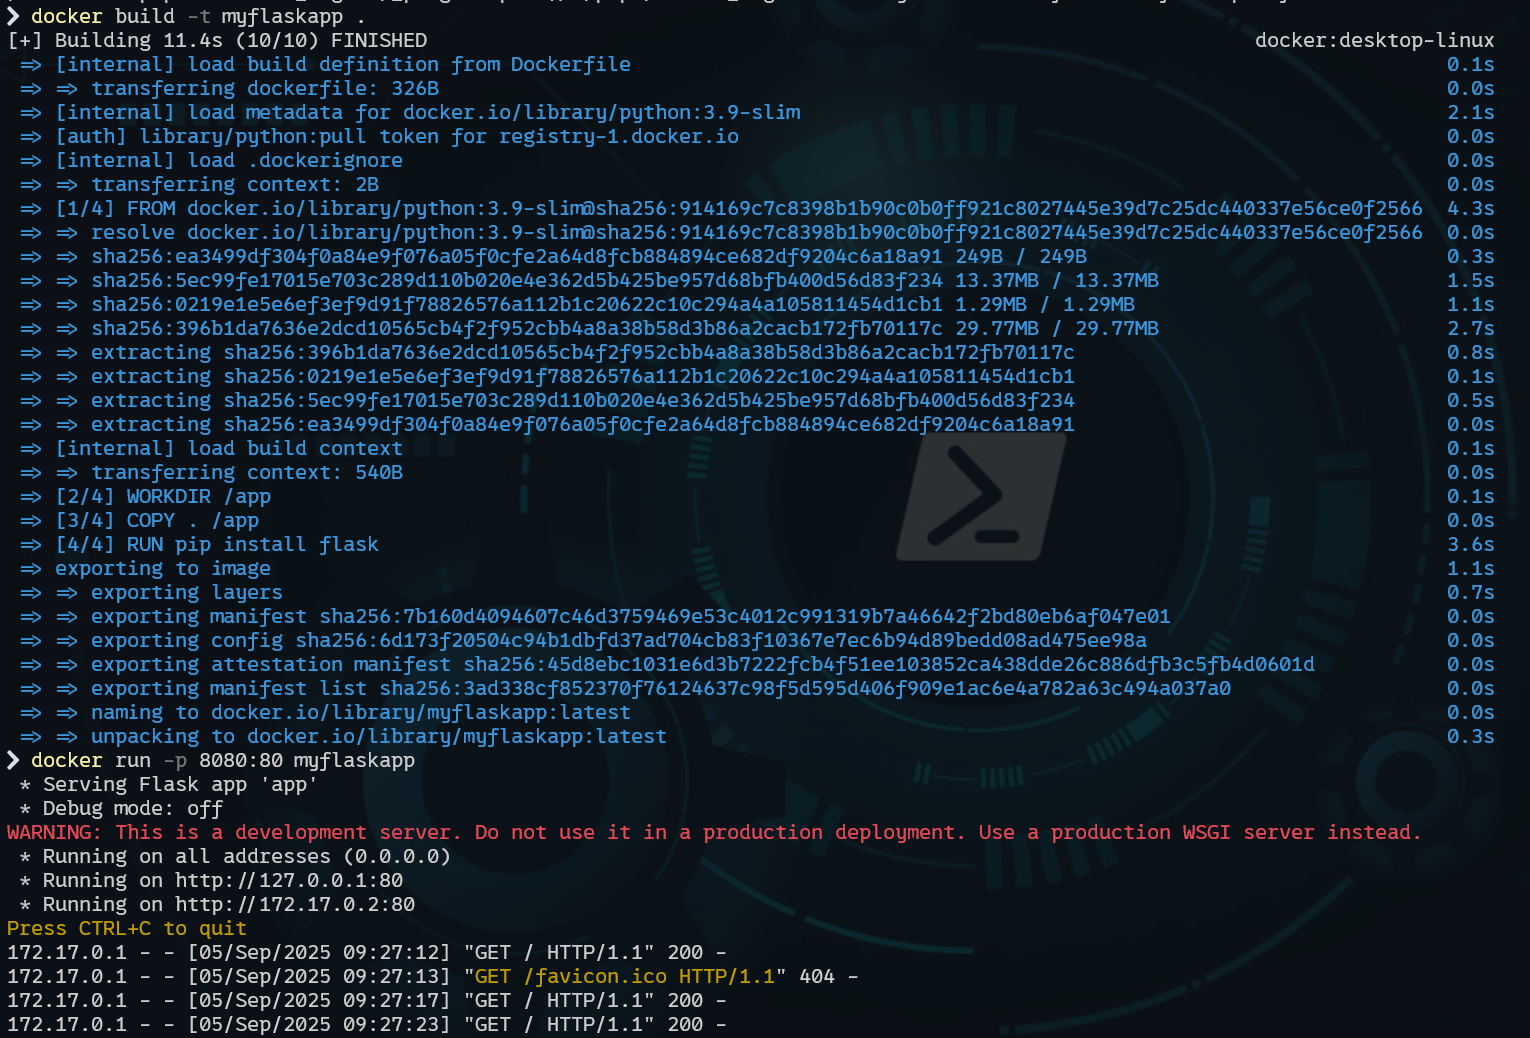 ❯ docker build -t myflaskapp .
[+] Building 11.4s (10/10) FINISHED docker:desktop-linux
=> [internal] load build definition from Dockerfile 0.1s
=> => transferring dockerfile: 326B 0.0s
=> [internal] load metadata for docker.io/library/python:3.9-slim 2.1s
=> [auth] library/python:pull token for registry-1.docker.io 0.0s
=> [internal] load .dockerignore 0.0s
=> => transferring context: 2B 0.0s
=> [1/4] FROM docker.io/library/python:3.9-slim@sha256:914169c7c8398b1b90c0b0ff921c8027445e39d7c25dc440337e56ce0f2566 4.3s
=> => resolve docker.io/library/python:3.9-slim@sha256:914169c7c8398b1b90c0b0ff921c8027445e39d7c25dc440337e56ce0f2566 0.0s
=> => sha256:ea3499df304f0a84e9f076a05f0cfe2a64d8fcb884894ce682df9204c6a18a91 249B / 249B 0.3s
=> => sha256:5ec99fe17015e703c289d110b020e4e362d5b425be957d68bfb400d56d83f234 13.37MB / 13.37MB 1.5s
=> => sha256:0219e1e5e6ef3ef9d91f78826576a112b1c20622c10c294a4a105811454d1cb1 1.29MB / 1.29MB 1.1s
=> => sha256:396b1da7636e2dcd10565cb4f2f952cbb4a8a38b58d3b86a2cacb172fb70117c 29.77MB / 29.77MB 2.7s
=> => extracting sha256:396b1da7636e2dcd10565cb4f2f952cbb4a8a38b58d3b86a2cacb172fb70117c 0.8s
=> => extracting sha256:0219e1e5e6ef3ef9d91f78826576a112b1c20622c10c294a4a105811454d1cb1 0.1s
=> => extracting sha256:5ec99fe17015e703c289d110b020e4e362d5b425be957d68bfb400d56d83f234 0.5s
=> => extracting sha256:ea3499df304f0a84e9f076a05f0cfe2a64d8fcb884894ce682df9204c6a18a91 0.0s
=> [internal] load build context 0.1s
=> => transferring context: 540B 0.0s
=> [2/4] WORKDIR /app 0.1s
=> [3/4] COPY . /app 0.0s
=> [4/4] RUN pip install flask 3.6s
=> exporting to image 1.1s
=> => exporting layers 0.7s
=> => exporting manifest sha256:7b160d4094607c46d3759469e53c4012c991319b7a46642f2bd80eb6af047e01 0.0s
=> => exporting config sha256:6d173f20504c94b1dbfd37ad704cb83f10367e7ec6b94d89bedd08ad475ee98a 0.0s
=> => exporting attestation manifest sha256:45d8ebc1031e6d3b7222fcb4f51ee103852ca438dde26c886dfb3c5fb4d0601d 0.0s
=> => exporting manifest list sha256:3ad338cf852370f76124637c98f5d595d406f909e1ac6e4a782a63c494a037a0 0.0s
=> => naming to docker.io/library/myflaskapp:latest 0.0s
=> => unpacking to docker.io/library/myflaskapp:latest 0.3s
❯ docker run -p 8080:80 myflaskapp
* Serving Flask app 'app'
* Debug mode: off
WARNING: This is a development server. Do not use it in a production deployment. Use a production WSGI server instead.
* Running on all addresses (0.0.0.0)
* Running on http://127.0.0.1:80
* Running on http://172.17.0.2:80
Press CTRL+C to quit
172.17.0.1 - - [05/Sep/2025 09:27:12] "GET / HTTP/1.1" 200 -
172.17.0.1 - - [05/Sep/2025 09:27:13] "GET /favicon.ico HTTP/1.1" 404 -
172.17.0.1 - - [05/Sep/2025 09:27:17] "GET / HTTP/1.1" 200 -
172.17.0.1 - - [05/Sep/2025 09:27:23] "GET / HTTP/1.1" 200 -